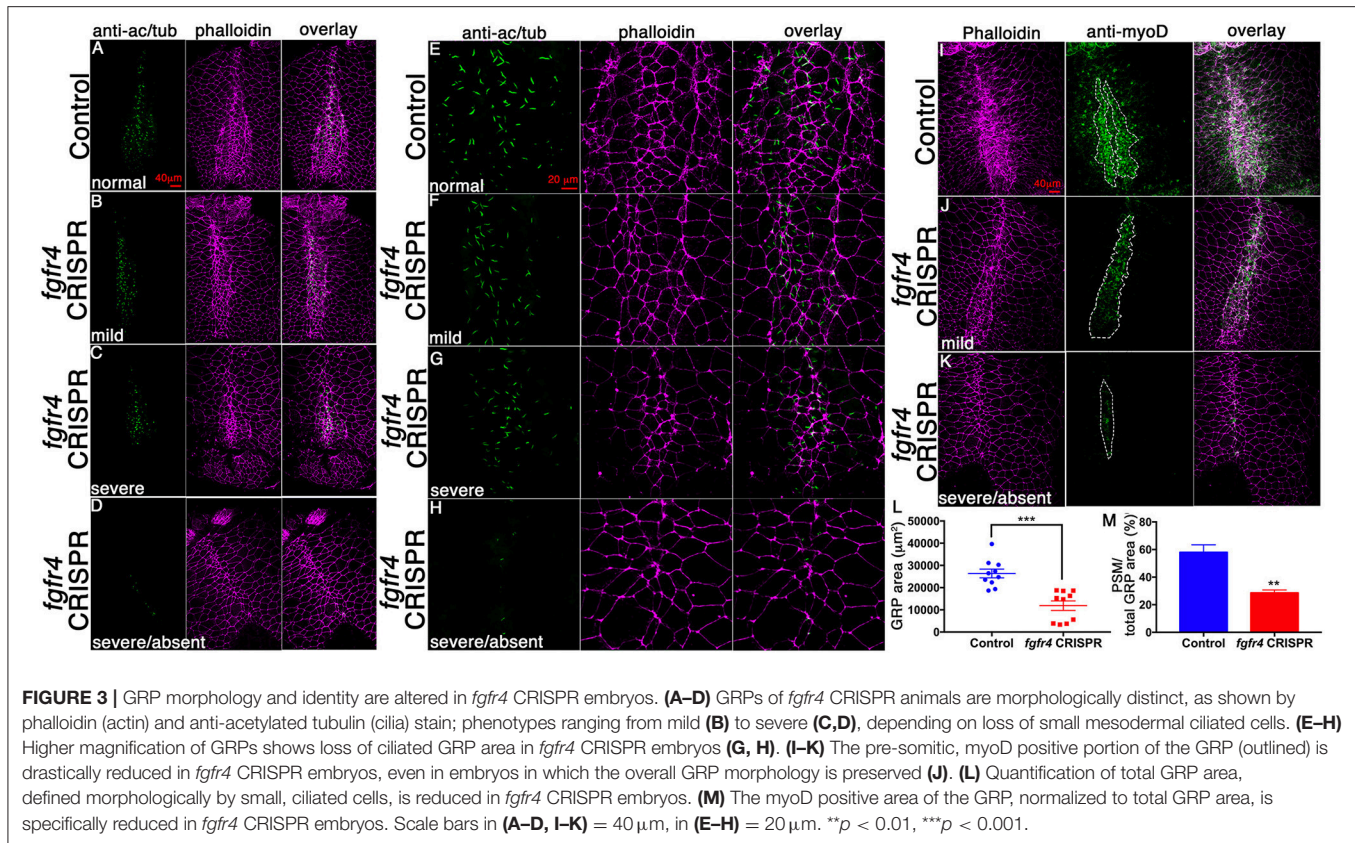 anti-ac/tub phalloidin overlay
A
Control
normal
40μm
B
fgfr4
CRISPR
mild
C
fgfr4
CRISPR
severe
D
fgfr4
CRISPR
severe/absent
anti-ac/tub phalloidin overlay
E
Control
normal
20 μm
F
fgfr4
CRISPR
mild
G
fgfr4
CRISPR
severe
H
fgfr4
CRISPR
severe/absent
Phalloidin anti-myoD overlay
I
Control
40μm
J
fgfr4
CRISPR
mild
K
fgfr4
CRISPR
severe/absent
L
GRP area (μm²)
50000
40000
30000
20000
10000
0
***
Control fgfr4 CRISPR
M
PSM/
total GRP area (%)
80
60
40
20
0
**
Control fgfr4 CRISPR
FIGURE 3 | GRP morphology and identity are altered in fgfr4 CRISPR embryos. (A–D) GRPs of fgfr4 CRISPR animals are morphologically distinct, as shown by
phalloidin (actin) and anti-acetylated tubulin (cilia) stain; phenotypes ranging from mild (B) to severe (C,D), depending on loss of small mesodermal ciliated cells. (E–H)
Higher magnification of GRPs shows loss of ciliated GRP area in fgfr4 CRISPR embryos (G, H). (I–K) The pre-somitic, myoD positive portion of the GRP (outlined) is
drastically reduced in fgfr4 CRISPR embryos, even in embryos in which the overall GRP morphology is preserved (J). (L) Quantification of total GRP area,
defined morphologically by small, ciliated cells, is reduced in fgfr4 CRISPR embryos. (M) The myoD positive area of the GRP, normalized to total GRP area, is
specifically reduced in fgfr4 CRISPR embryos. Scale bars in (A–D, I–K) = 40 μm, in (E–H) = 20 μm. **p < 0.01, ***p < 0.001.